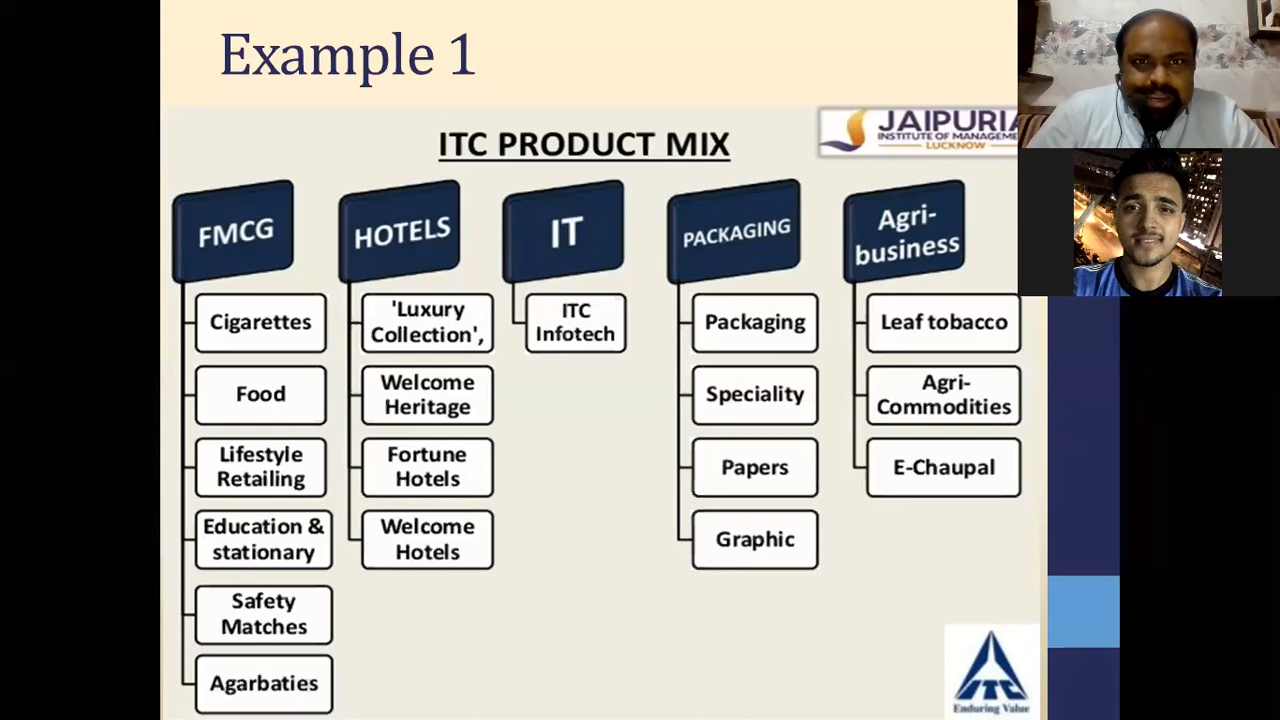 Example 1
ITC PRODUCT MIX
JAIPURIA
INSTITUTE OF MANAGEME
LUCKNOW
FMCG
Cigarettes
Food
Lifestyle
Retailing
Education &
stationary
Safety
Matches
Agarbaties
HOTELS
'Luxury
Collection',
Welcome
Heritage
Fortune
Hotels
Welcome
Hotels
IT
ITC
Infotech
PACKAGING
Packaging
Speciality
Papers
Graphic
Agri-
business
Leaf tobacco
Agri-
Commodities
E-Chaupal
ITC
Enduring Value